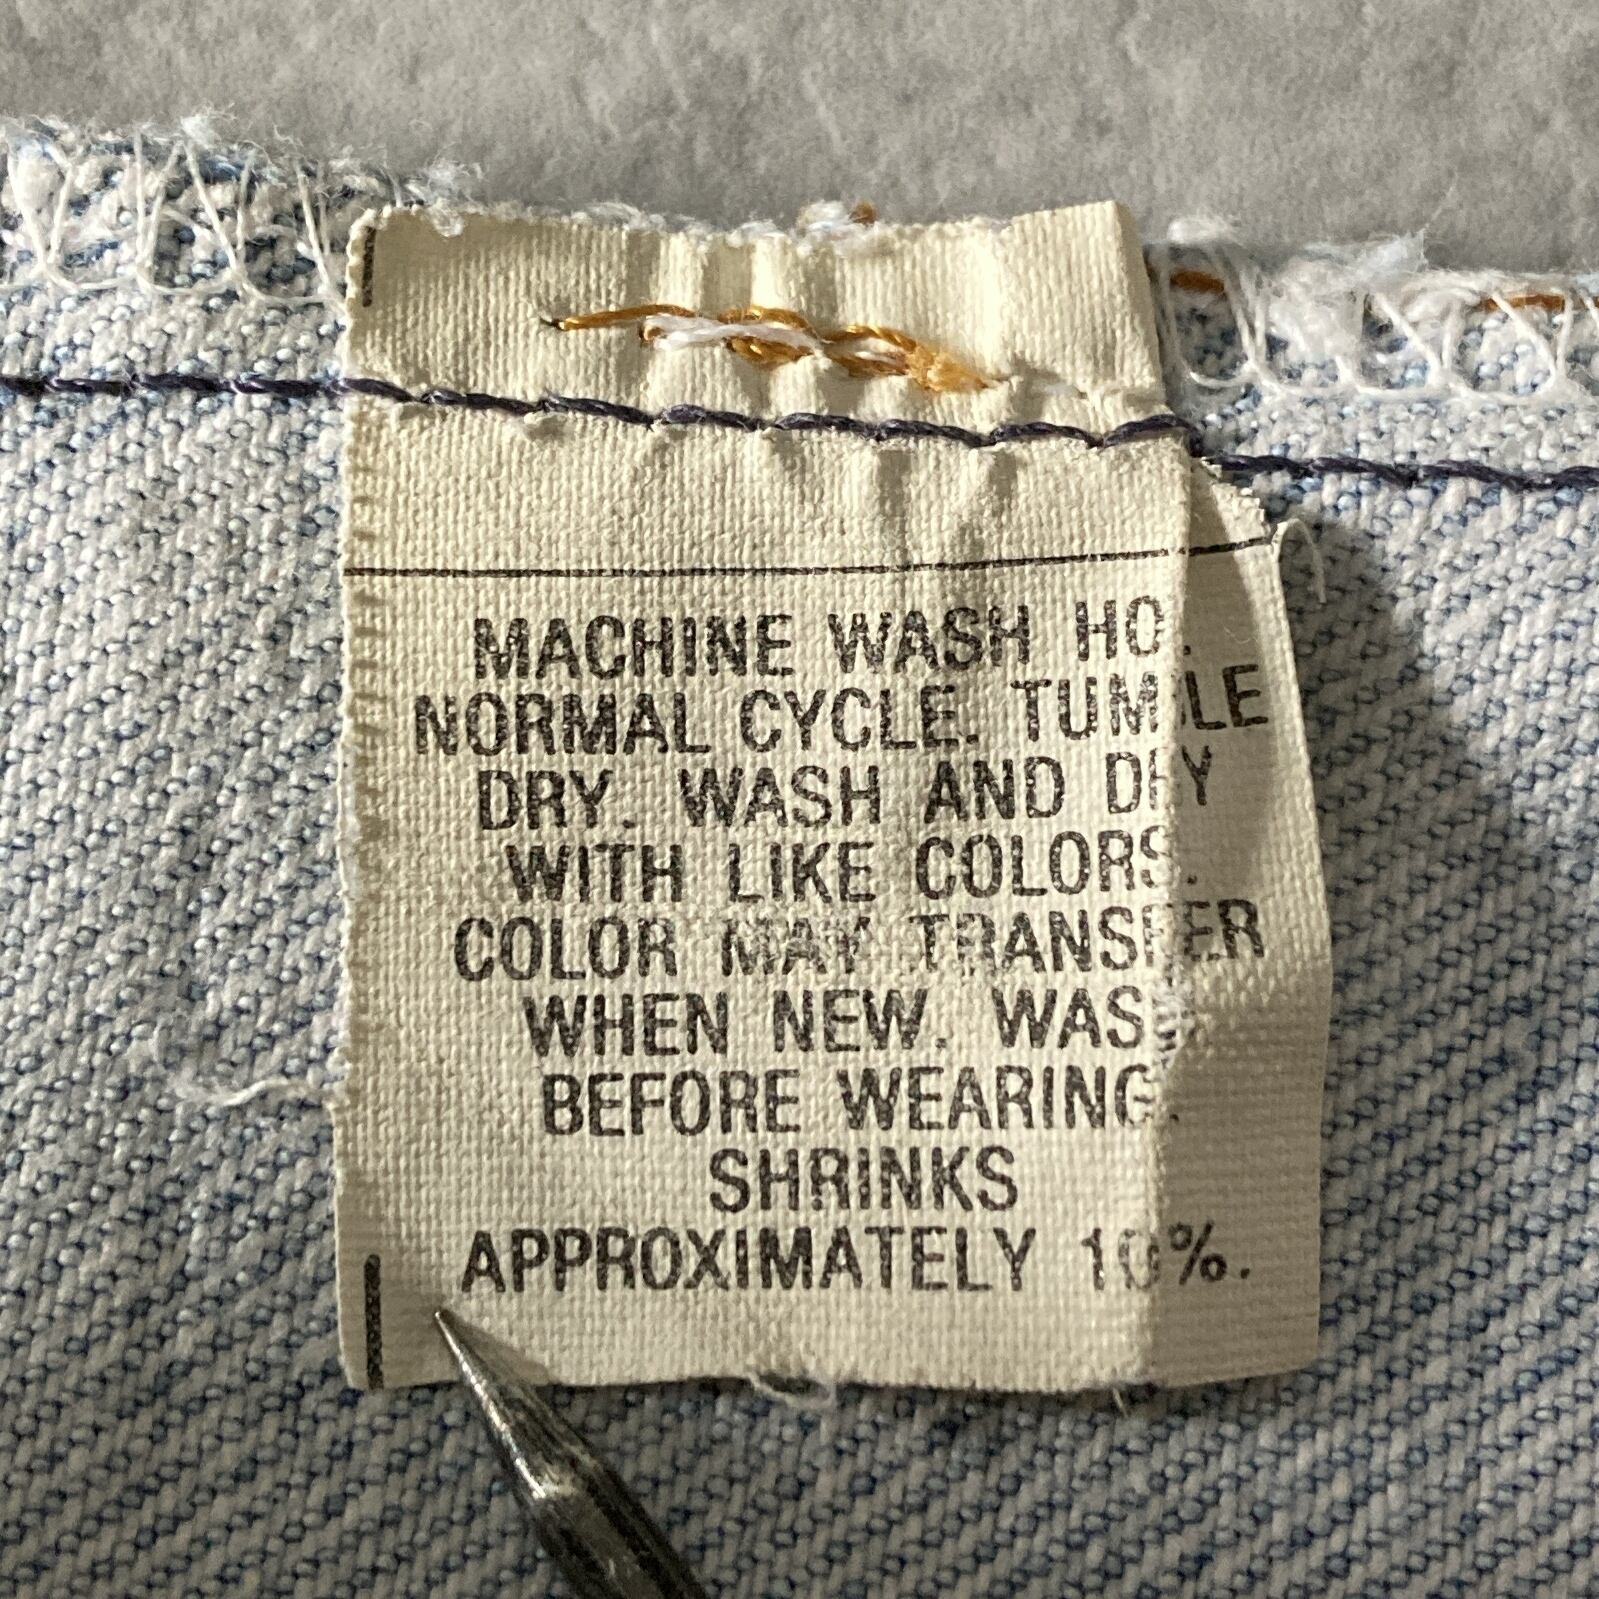 MACHINE WASH HOT.
NORMAL CYCLE. TUMBLE
DRY. WASH AND DRY
WITH LIKE COLORS.
COLOR MAY TRANSFER
WHEN NEW. WASH
BEFORE WEARING.
SHRINKS
APPROXIMATELY 10%.